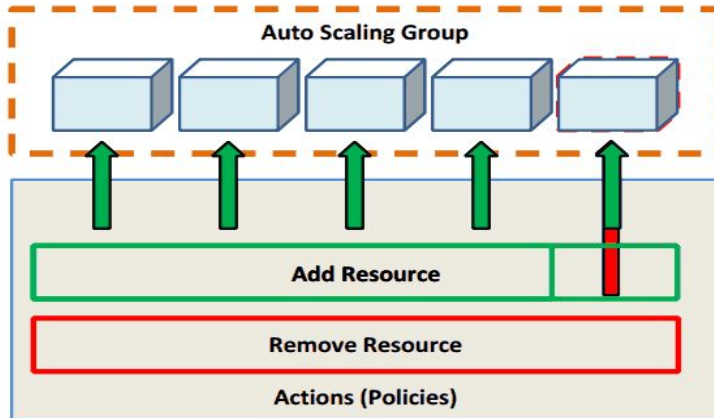 Auto Scaling Group
Add Resource
Remove Resource
Actions (Policies)